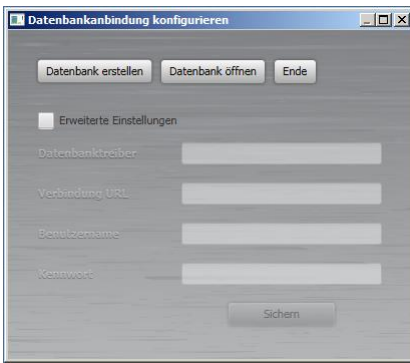 Datenbankanbindung konfigurieren
Datenbank erstellen Datenbank öffnen Ende
Erweiterte Einstellungen
Datenbanktreiber
Verbindung URL
Benutzername
Kennwort
Sichern